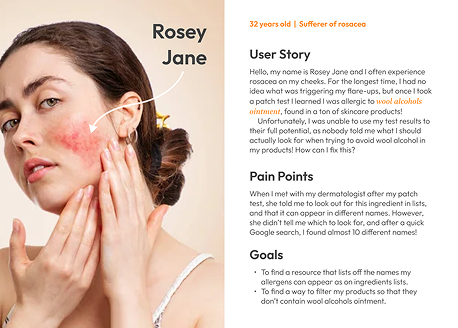 Rosey
Jane
32 years old | Sufferer of rosacea
User Story
Hello, my name is Rosey Jane and I often experience
rosacea on my cheeks. For the longest time, I had no
idea what was triggering my flare-ups, but once I took
a patch test I learned I was allergic to wool alcohols
ointment, found in a ton of skincare products!
Unfortunately, I was unable to use my test results to
their full potential, as nobody told me what I should
actually look for when trying to avoid wool alcohol in
my products! How can I fix this?
Pain Points
When I met with my dermatologist after my patch
test, she told me to look out for this ingredient in lists,
and that it can appear in different names. However,
she didn't tell me which to look for, and after a quick
Google search, I found almost 10 different names!
Goals
• To find a resource that lists off the names my
allergens can appear as on ingredients lists.
• To find a way to filter my products so that they
don't contain wool alcohols ointment.